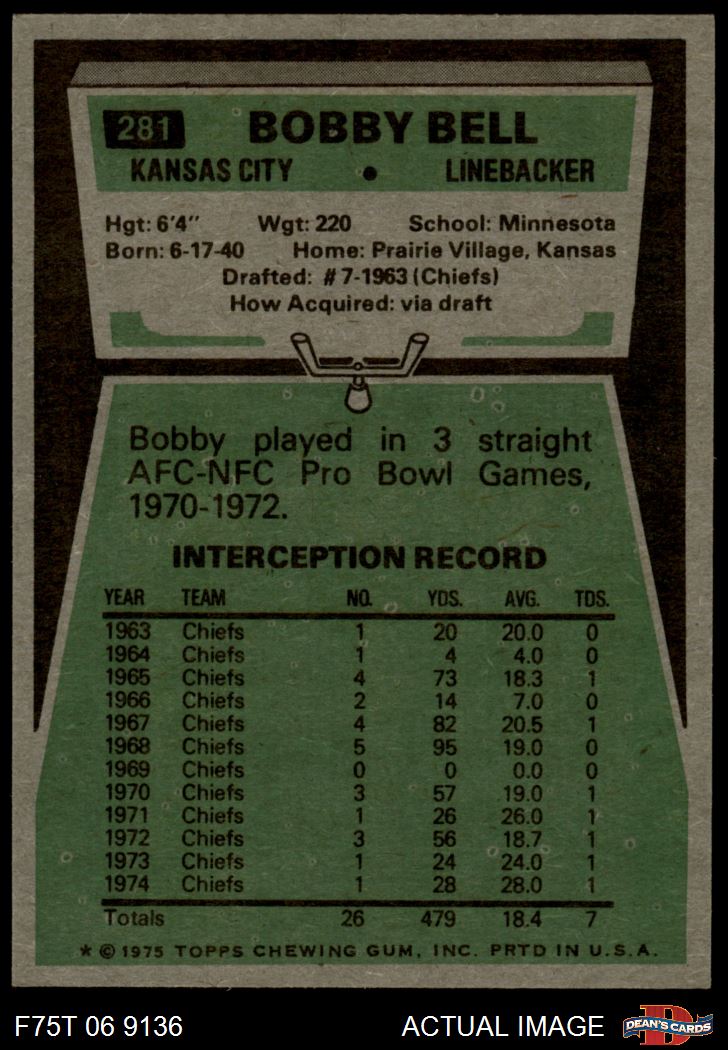 281 BOBBY BELL
KANSAS CITY • LINEBACKER
Hgt: 6'4" Wgt: 220 School: Minnesota
Born: 6-17-40 Home: Prairie Village, Kansas
Drafted: #7-1963 (Chiefs)
How Acquired: via draft
Bobby played in 3 straight
AFC-NFC Pro Bowl Games,
1970-1972.
INTERCEPTION RECORD
YEAR TEAM NO. YDS. AVG. TDS.
1963 Chiefs 1 20 20.0 0
1964 Chiefs 1 4 4.0 0
1965 Chiefs 4 73 18.3 1
1966 Chiefs 2 14 7.0 0
1967 Chiefs 4 82 20.5 1
1968 Chiefs 5 95 19.0 0
1969 Chiefs 0 0 0.0 0
1970 Chiefs 3 57 19.0 1
1971 Chiefs 1 26 26.0 1
1972 Chiefs 3 56 18.7 1
1973 Chiefs 1 24 24.0 1
1974 Chiefs 1 28 28.0 1
Totals 26 479 18.4 7
* © 1975 TOPPS CHEWING GUM, INC. PRTD IN U.S.A.
F75T 06 9136 ACTUAL IMAGE D DEAN'S CARDS